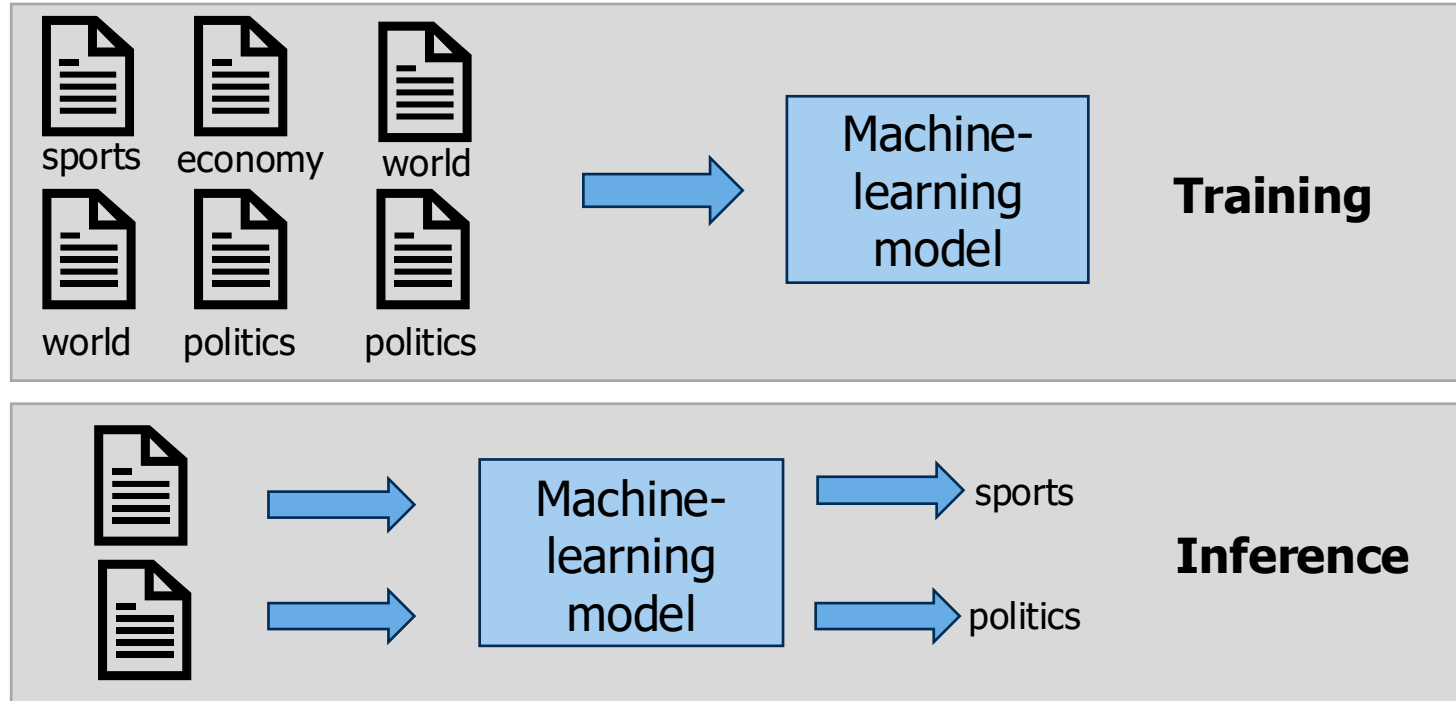 sports economy world
world politics politics
Machine-
learning
model
Training
Machine-
learning
model
sports
politics
Inference